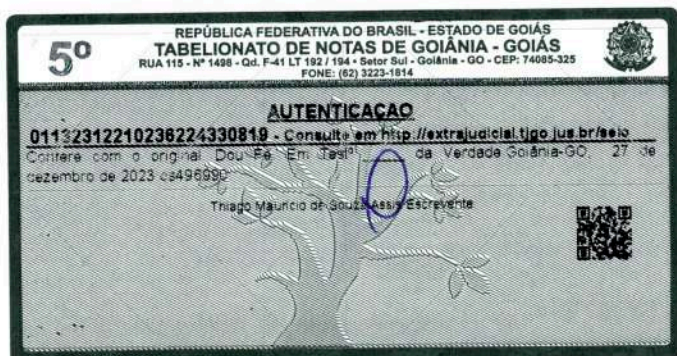 5º
REPÚBLICA FEDERATIVA DO BRASIL - ESTADO DE GOIÁS
TABELIONATO DE NOTAS DE GOIÂNIA - GOIÁS
RUA 115 - Nº 1498 - Qd. F-41 LT 192 / 194 - Setor Sul - Goiânia - GO - CEP: 74085-325
FONE: (62) 3223-1814
AUTENTICAÇÃO
01132312210236224330819 - Consulte em http://extrajudicial.tjgo.jus.br/selo
Confere com o original Dou Fé. Em Testº da Verdade Goiânia-GO, 27 de
dezembro de 2023 cs496990
Thiago Mauricio de Souza Assis Escrevente